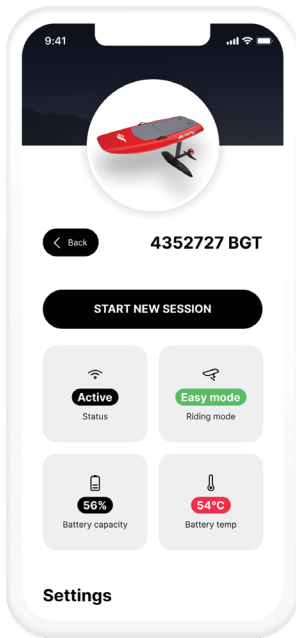 9:41
Back
4352727 BGT
START NEW SESSION
Active
Status
Easy mode
Riding mode
56%
Battery capacity
54°C
Battery temp
Settings